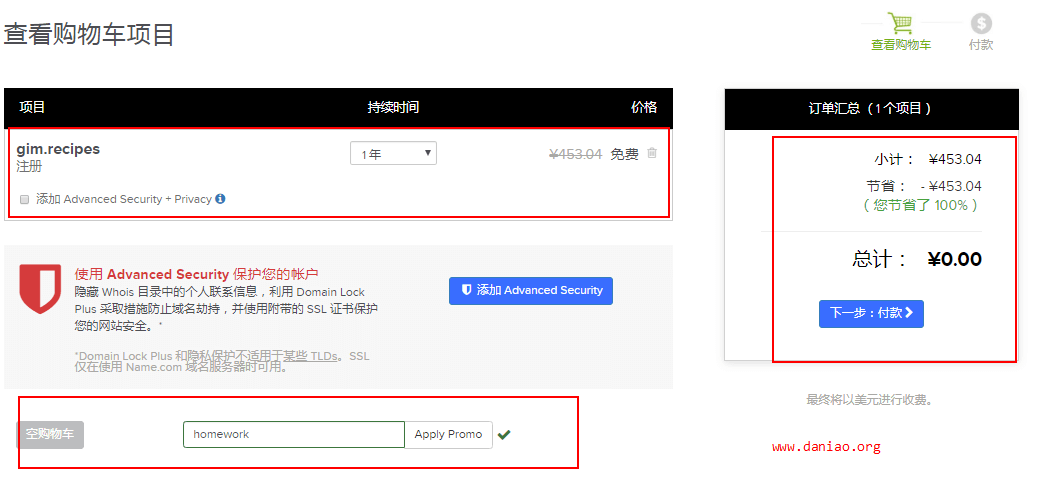 查看购物车项目
查看购物车
付款
项目 持续时间 价格
gim.recipes
注册
1 年
¥453.04 免费
添加 Advanced Security + Privacy
订单汇总（1 个项目）
小计： ¥453.04
节省： - ¥453.04
（您节省了 100%）
总计： ¥0.00
下一步：付款
使用 Advanced Security 保护您的帐户
隐藏 Whois 目录中的个人联系信息，利用 Domain Lock
Plus 采取措施防止域名劫持，并使用附带的 SSL 证书保护
您的网站安全。*
*Domain Lock Plus 和隐私保护不适用于某些 TLDs。SSL
仅在使用 Name.com 域名服务器时可用。
添加 Advanced Security
最终将以美元进行收费。
空购物车
homework
Apply Promo
www.daniao.org